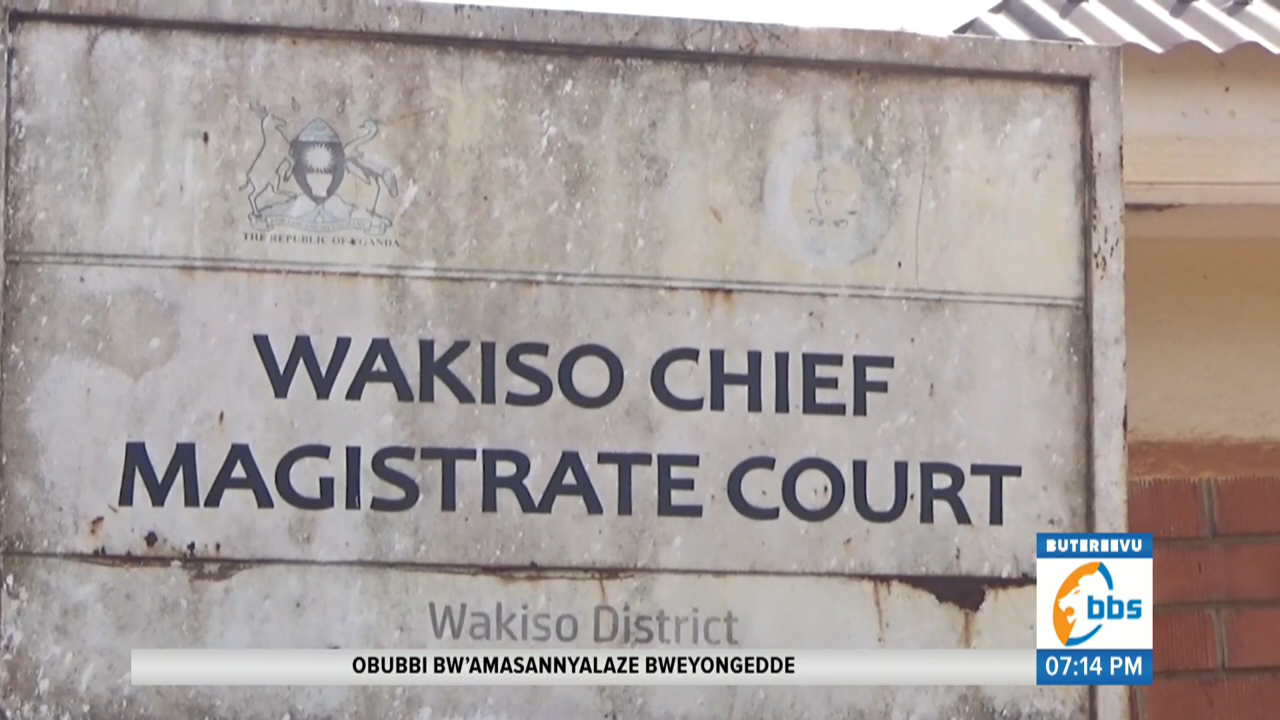 THE REPUBLIC OF UGANDA
WAKISO CHIEF
MAGISTRATE COURT
Wakiso District
OBUBBI BW'AMASANNYALAZE BWEYONGEDDE
BUTEREEVU
bbs
07:14 PM